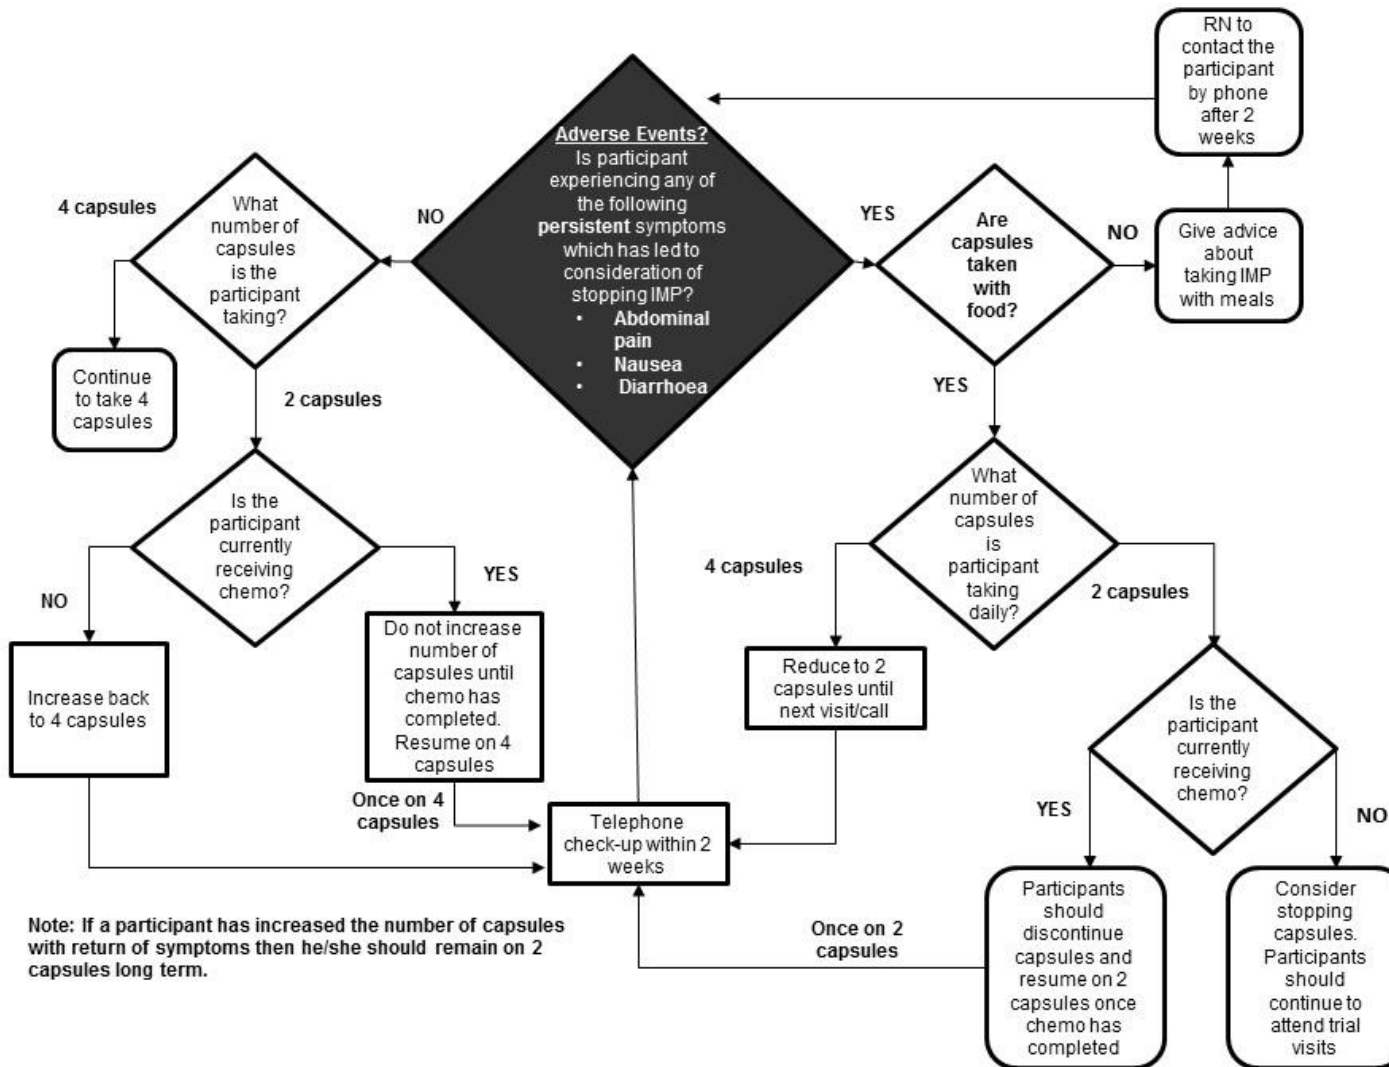 RN to
contact the
participant
by phone
after 2
weeks
Adverse Events?
Is participant
experiencing any of
the following
persistent symptoms
which has led to
consideration of
stopping IMP?
• Abdominal
pain
• Nausea
• Diarrhoea
NO
YES
4 capsules
What
number of
capsules
is the
participant
taking?
Continue
to take 4
capsules
2 capsules
Are
capsules
taken
with
food?
NO
Give advice
about
taking IMP
with meals
YES
Is the
participant
currently
receiving
chemo?
NO
YES
Increase back
to 4 capsules
Do not increase
number of
capsules until
chemo has
completed.
Resume on 4
capsules
Once on 4
capsules
What
number of
capsules
is
participant
taking
daily?
4 capsules
2 capsules
Reduce to 2
capsules until
next visit/call
Telephone
check-up within 2
weeks
Is the
participant
currently
receiving
chemo?
YES
NO
Participants
should
discontinue
capsules and
resume on 2
capsules once
chemo has
completed
Consider
stopping
capsules.
Participants
should
continue to
attend trial
visits
Once on 2
capsules
Note: If a participant has increased the number of capsules
with return of symptoms then he/she should remain on 2
capsules long term.